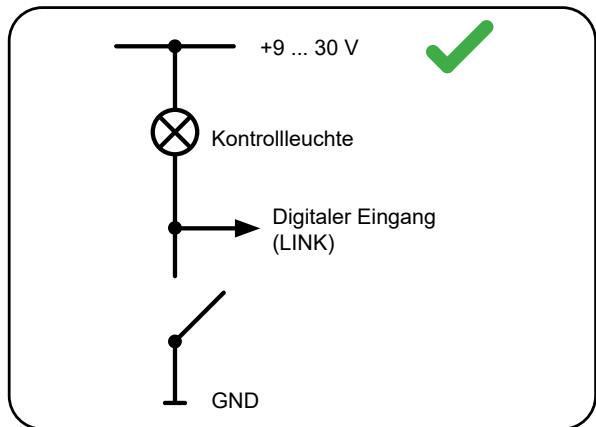 +9 ... 30 V
Kontrollleuchte
Digitaler Eingang
(LINK)
GND